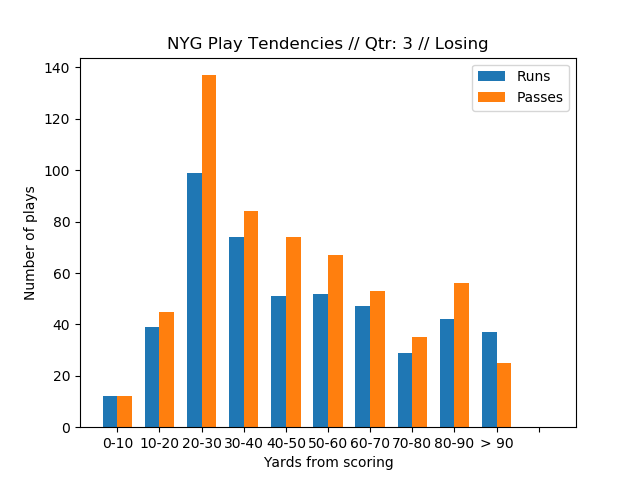 NYG Play Tendencies // Qtr: 3 // Losing
Runs
Passes
Number of plays
140
120
100
80
60
40
20
0
0-10 10-20 20-30 30-40 40-50 50-60 60-70 70-80 80-90 > 90
Yards from scoring